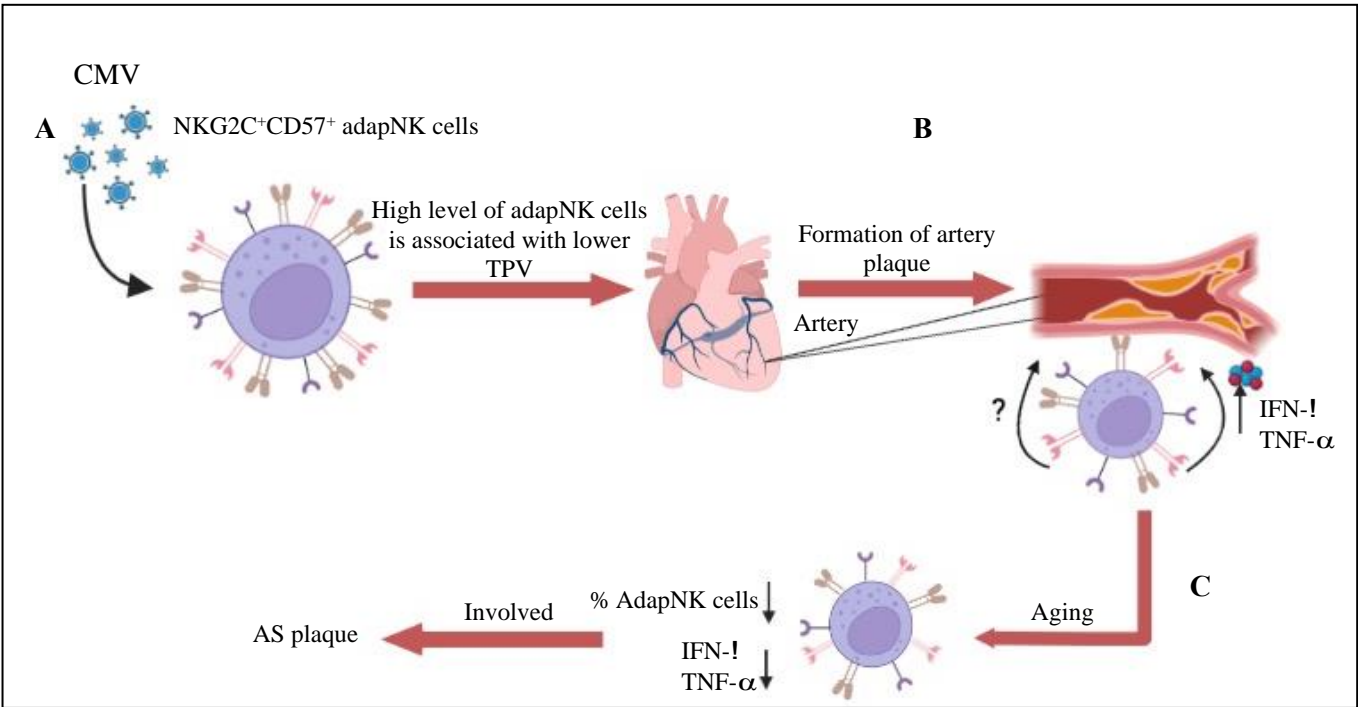 CMV
A
NKG2C⁺CD57⁺ adapNK cells
B
High level of adapNK cells
is associated with lower
TPV
Formation of artery
plaque
Artery
?
IFN-!
TNF-α
C
Aging
% AdapNK cells
IFN-!
TNF-α
Involved
AS plaque